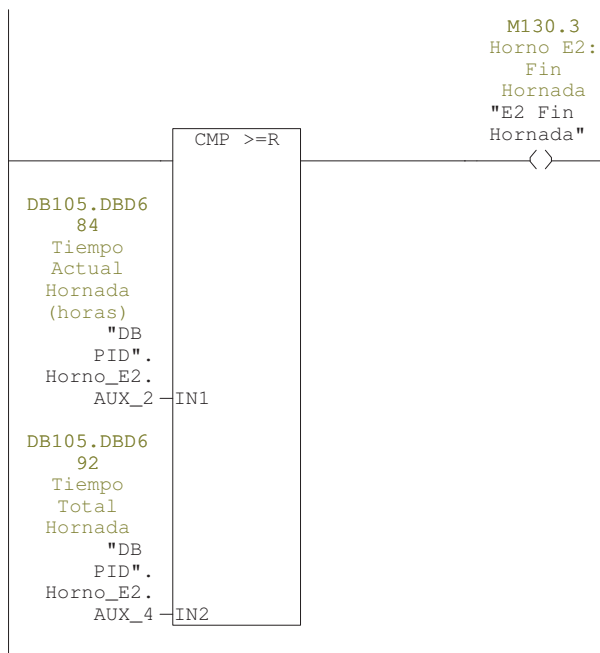 M130.3
Horno E2:
Fin
Hornada
"E2 Fin
Hornada"
CMP >=R
DB105.DBD6
84
Tiempo
Actual
Hornada
(horas)
"DB
PID".
Horno_E2.
AUX_2
IN1
DB105.DBD6
92
Tiempo
Total
Hornada
"DB
PID".
Horno_E2.
AUX_4
IN2